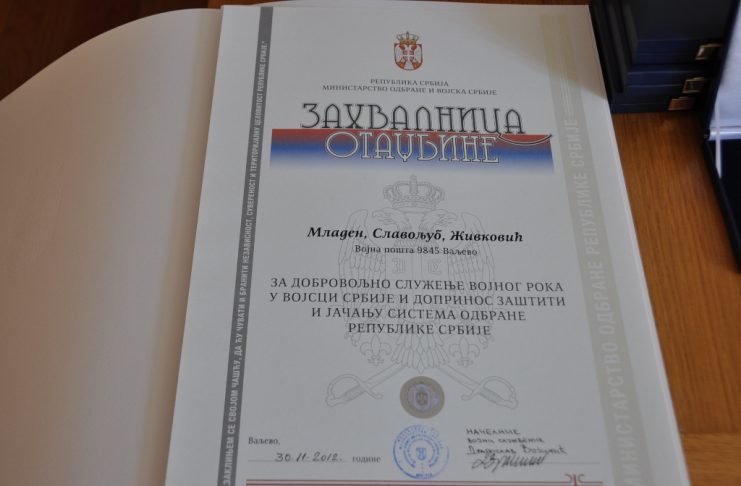 РЕПУБЛИКА СРБИЈА
МИНИСТАРСТВО ОДБРАНЕ И ВОЈСКА СРБИЈЕ
ЗАХВАЛНИЦА
ОТАЏБИНЕ
Младен, Славољуб, Живковић
Војна пошта 9845 Ваљево
ЗА ДОБРОВОЉНО СЛУЖЕЊЕ ВОЈНОГ РОКА
У ВОЈСЦИ СРБИЈЕ И ДОПРИНОС ЗАШТИТИ
И ЈАЧАЊУ СИСТЕМА ОДБРАНЕ
РЕПУБЛИКЕ СРБИЈЕ
Ваљево,
30.11.2012. године
НАЧЕЛНИК
ЗАКЛИЊЕМ СЕ СВОЈОМ ЧАШЋУ, ДА ЋУ ЧУВАТИ И БРАНИТИ НЕЗАВИСНОСТ, СУВЕРЕНОСТ И ТЕРИТОРИЈАЛНУ ЦЕЛОВИТОСТ РЕПУБЛИКЕ СРБИЈЕ."
МИНИСТАРСТВО ОДБРАНЕ РЕПУБЛИКЕ СРБИЈЕ